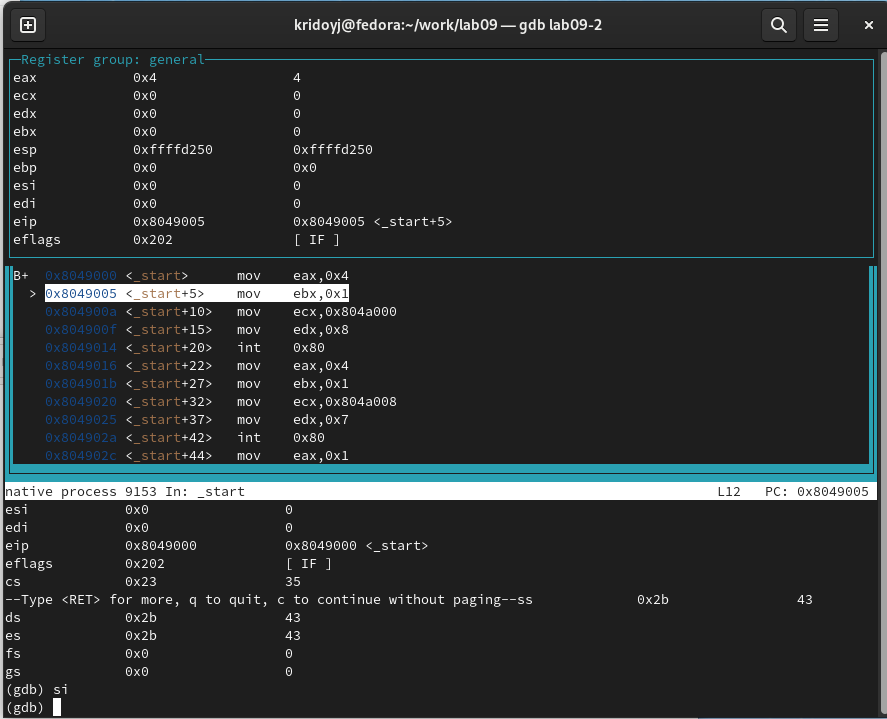 kridoyj@fedora:~/work/lab09 — gdb lab09-2
Register group: general
eax 0x4 4
ecx 0x0 0
edx 0x0 0
ebx 0x0 0
esp 0xffffd250 0xffffd250
ebp 0x0 0x0
esi 0x0 0
edi 0x0 0
eip 0x8049005 0x8049005 <_start+5>
eflags 0x202 [ IF ]
B+ 0x8049000 <_start> mov eax,0x4
> 0x8049005 <_start+5> mov ebx,0x1
0x804900a <_start+10> mov ecx,0x804a000
0x804900f <_start+15> mov edx,0x8
0x8049014 <_start+20> int 0x80
0x8049016 <_start+22> mov eax,0x4
0x804901b <_start+27> mov ebx,0x1
0x8049020 <_start+32> mov ecx,0x804a008
0x8049025 <_start+37> mov edx,0x7
0x804902a <_start+42> int 0x80
0x804902c <_start+44> mov eax,0x1
native process 9153 In: _start L12 PC: 0x8049005
esi 0x0 0
edi 0x0 0
eip 0x8049000 0x8049000 <_start>
eflags 0x202 [ IF ]
cs 0x23 35
--Type <RET> for more, q to quit, c to continue without paging--ss 0x2b 43
ds 0x2b 43
es 0x2b 43
fs 0x0 0
gs 0x0 0
(gdb) si
(gdb)